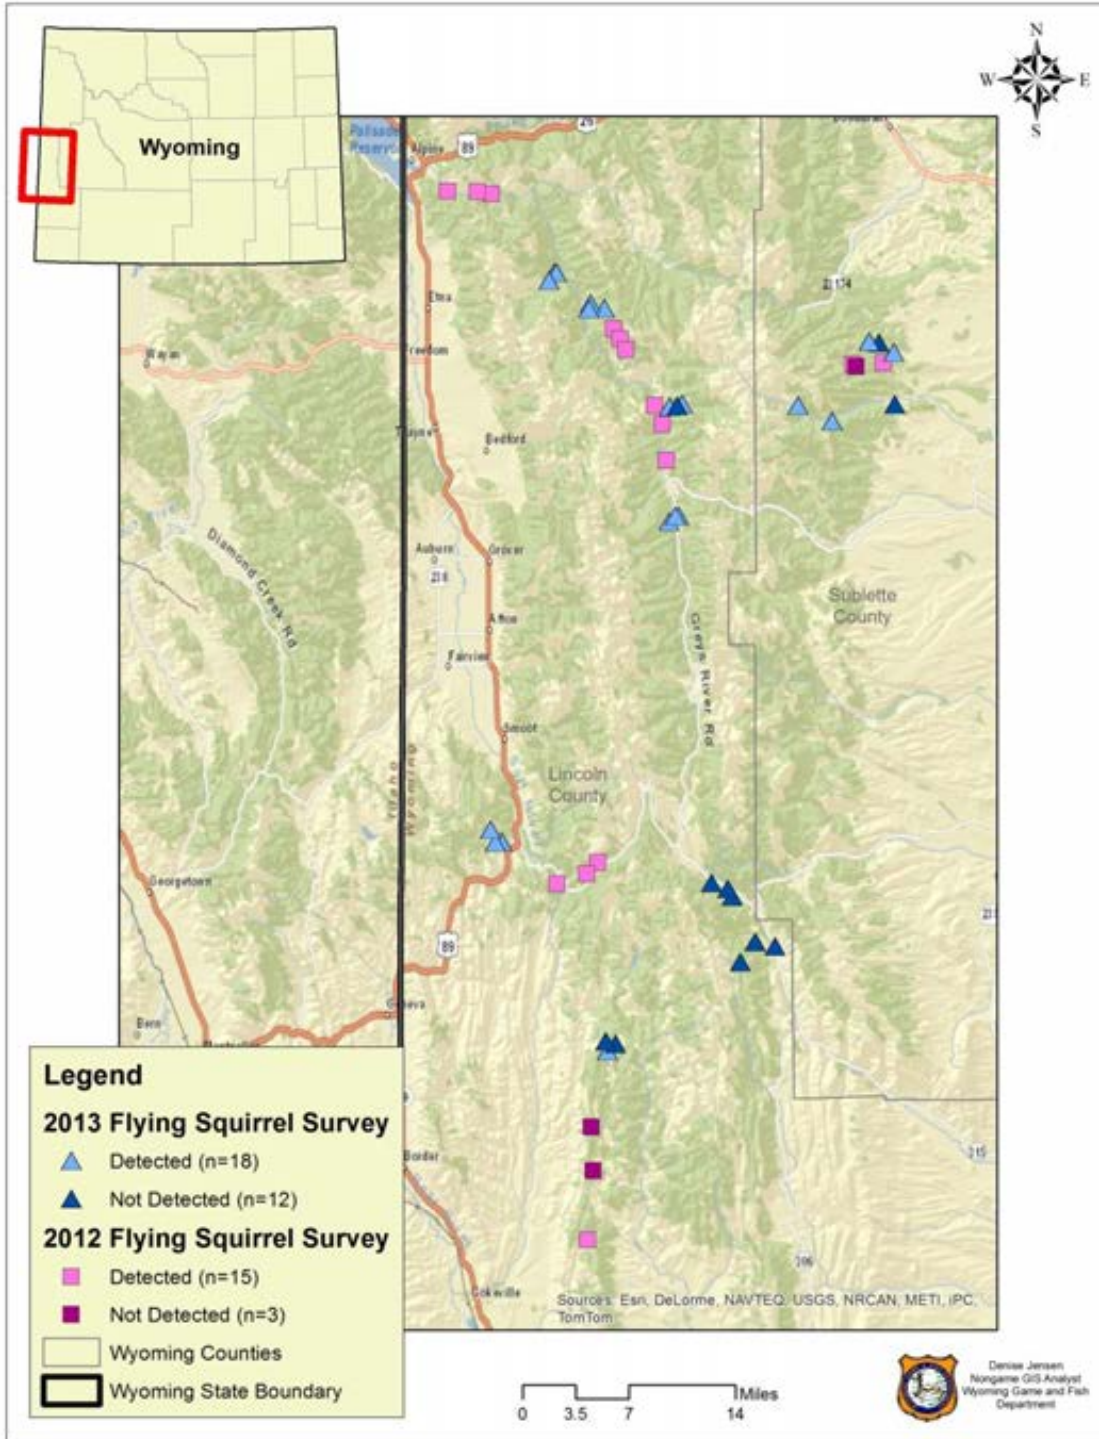 N
W E
S
Wyoming
26
89
Alpine
Etna
Wayan
Freedom
Bedford
Auburn
Grover
Diamond Creek Rd
Sublette
County
Afton
Fairview
Greys River Rd
Smoot
Idaho
Wyoming
Lincoln
County
Georgetown
89
Geneva
Bern
Border
Cokeville
Legend
2013 Flying Squirrel Survey
Detected (n=18)
Not Detected (n=12)
2012 Flying Squirrel Survey
Detected (n=15)
Not Detected (n=3)
Wyoming Counties
Wyoming State Boundary
Sources: Esri, DeLorme, NAVTEQ, USGS, NRCAN, METI, iPC,
TomTom
Miles
0 3.5 7 14
Denise Jensen
Nongame GIS Analyst
Wyoming Game and Fish
Department